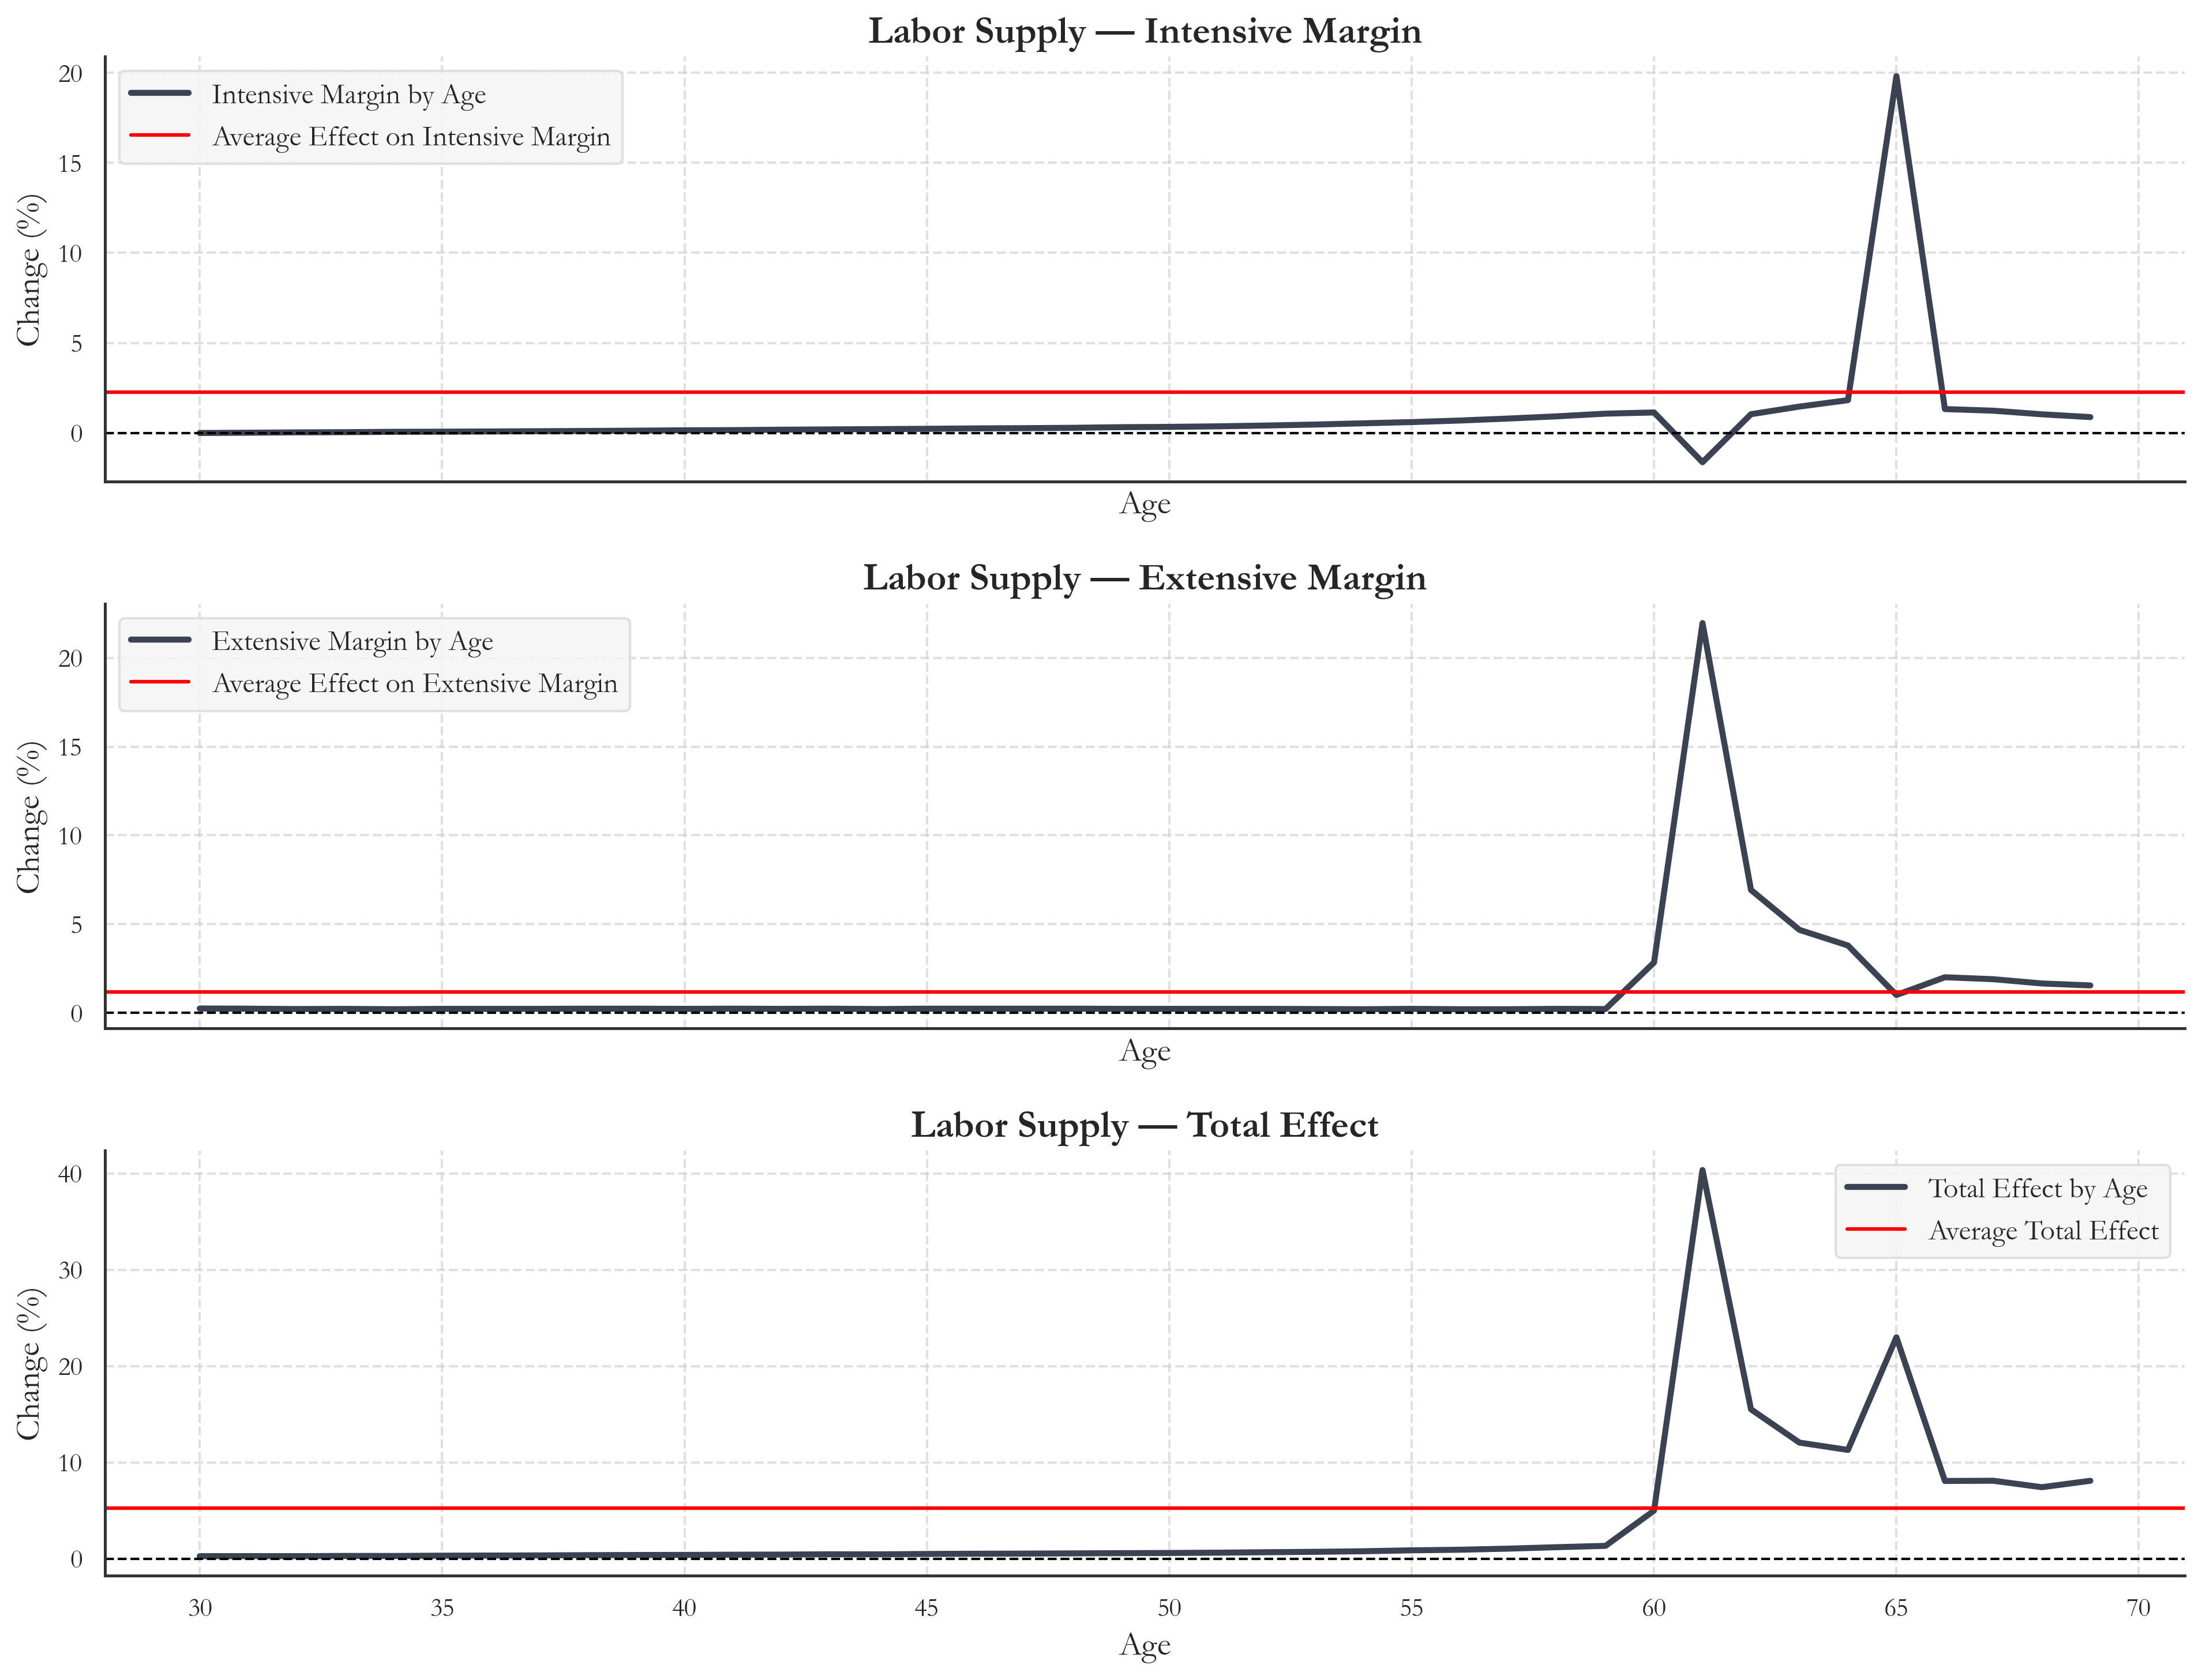 Labor Supply — Intensive Margin
Intensive Margin by Age
Average Effect on Intensive Margin
Change (%)
20
15
10
5
0
Age
Labor Supply — Extensive Margin
Extensive Margin by Age
Average Effect on Extensive Margin
Change (%)
20
15
10
5
0
Age
Labor Supply — Total Effect
Total Effect by Age
Average Total Effect
Change (%)
40
30
20
10
0
30 35 40 45 50 55 60 65 70
Age